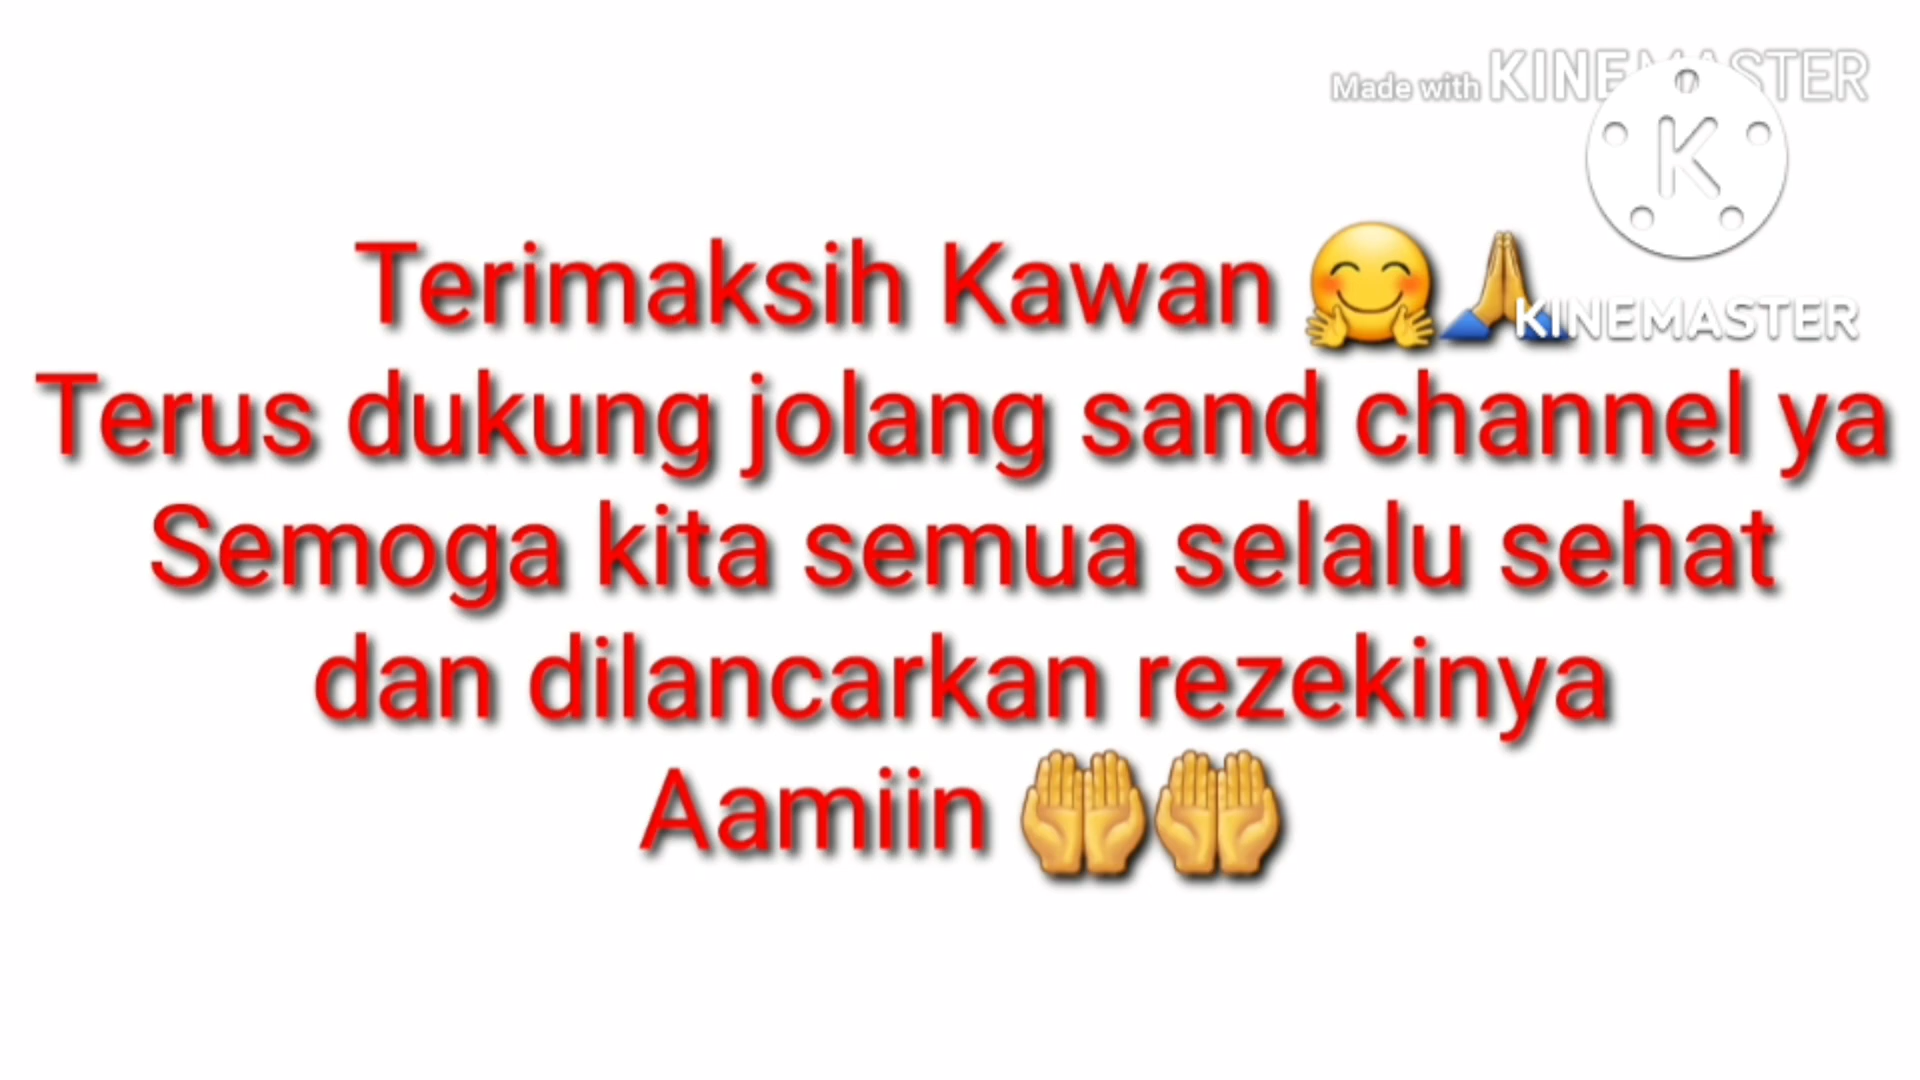 Made with KINEMASTER
K
Terimaksih Kawan 🤗🙏
KINEMASTER
Terus dukung jolang sand channel ya
Semoga kita semua selalu sehat
dan dilancarkan rezekinya
Aamiin 🤲🤲